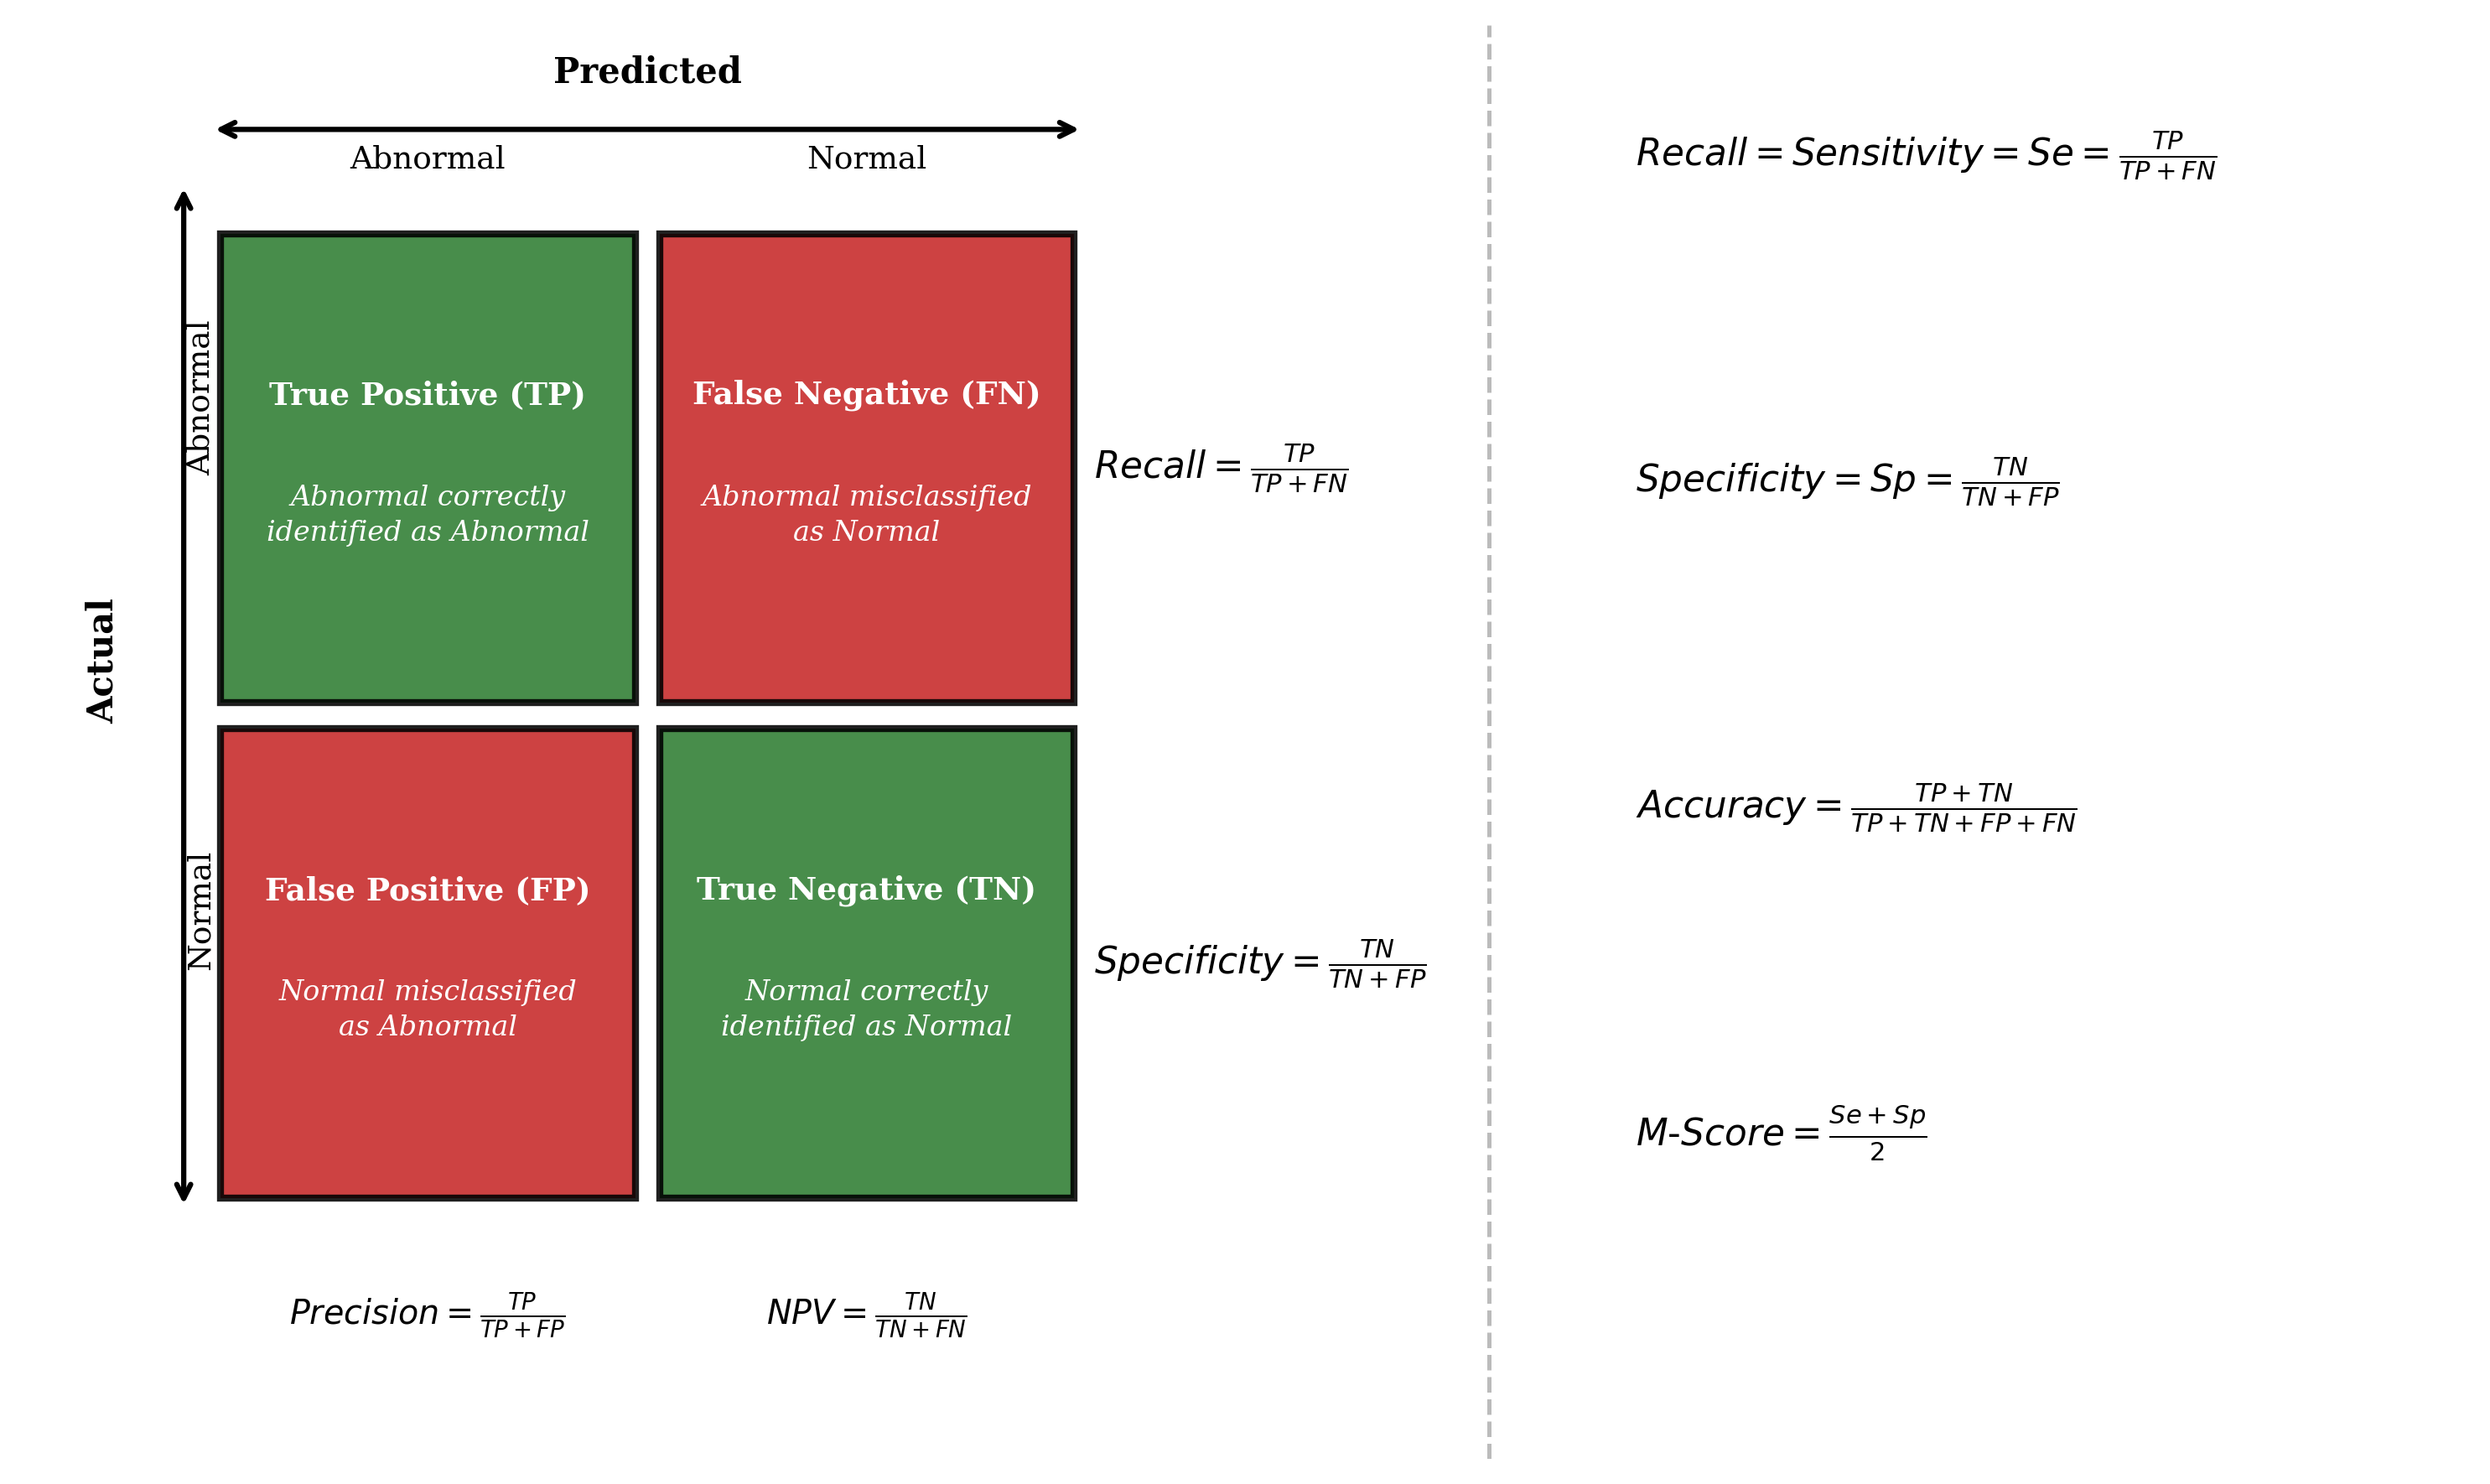 Predicted
Abnormal Normal
Actual
Abnormal
True Positive (TP)
Abnormal correctly
identified as Abnormal
False Negative (FN)
Abnormal misclassified
as Normal
Recall = TP / (TP + FN)
Normal
False Positive (FP)
Normal misclassified
as Abnormal
True Negative (TN)
Normal correctly
identified as Normal
Specificity = TN / (TN + FP)
Precision = TP / (TP + FP)
NPV = TN / (TN + FN)
Recall = Sensitivity = Se = TP / (TP + FN)
Specificity = Sp = TN / (TN + FP)
Accuracy = (TP + TN) / (TP + TN + FP + FN)
M-Score = (Se + Sp) / 2